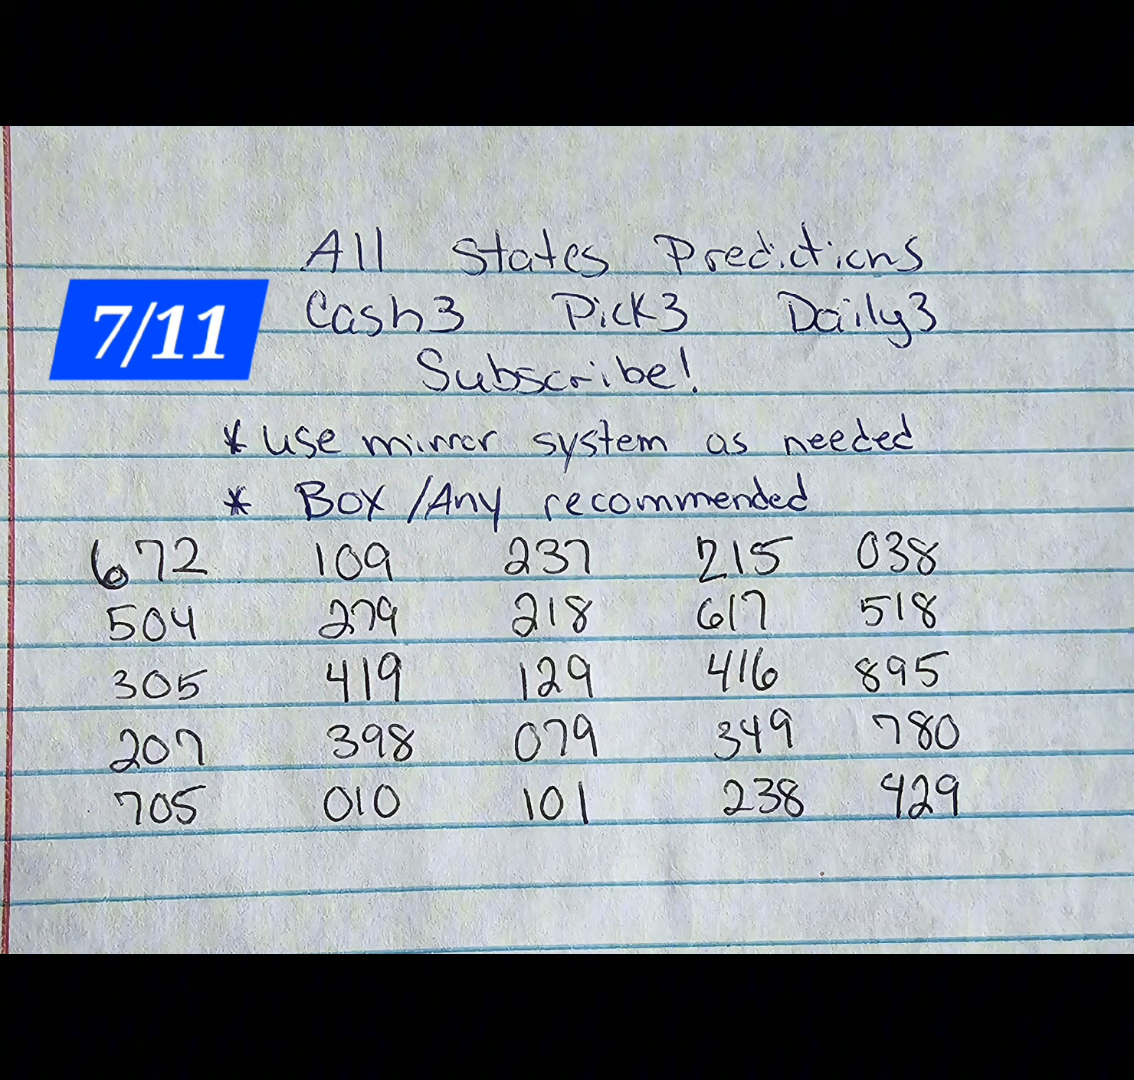 All States Predictions
7/11
Cash3 Pick3 Daily3
Subscribe!
* use mirror system as needed
* Box/Any recommended
672 109 237 215 038
504 279 218 617 518
305 419 129 416 895
207 398 079 349 780
705 010 101 238 429